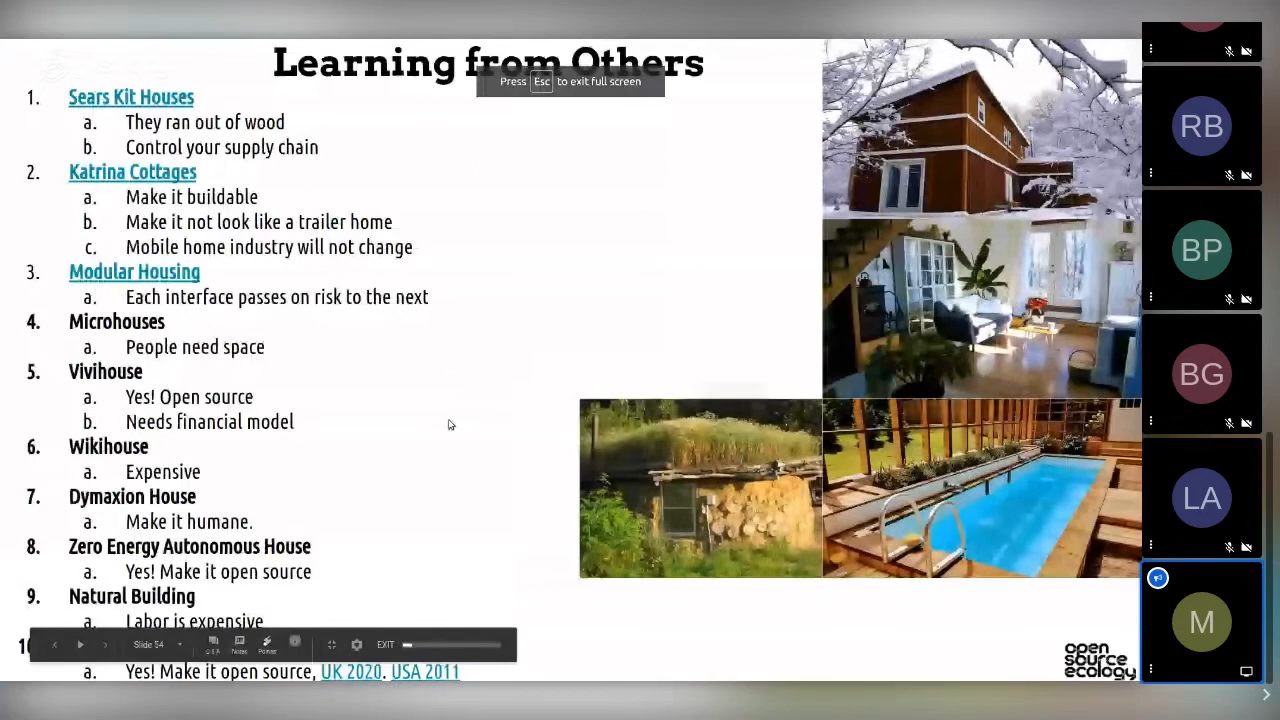 Learning from Others
Press Esc to exit full screen
1. Sears Kit Houses
a. They ran out of wood
b. Control your supply chain
2. Katrina Cottages
a. Make it buildable
b. Make it not look like a trailer home
c. Mobile home industry will not change
3. Modular Housing
a. Each interface passes on risk to the next
4. Microhouses
a. People need space
5. Vivihouse
a. Yes! Open source
b. Needs financial model
6. Wikihouse
a. Expensive
7. Dymaxion House
a. Make it humane.
8. Zero Energy Autonomous House
a. Yes! Make it open source
9. Natural Building
a. Labor is expensive
Slide 54
Notes
Pointer
EXIT
a. Yes! Make it open source, UK 2020. USA 2011
open
source
ecology
RB
BP
BG
LA
M